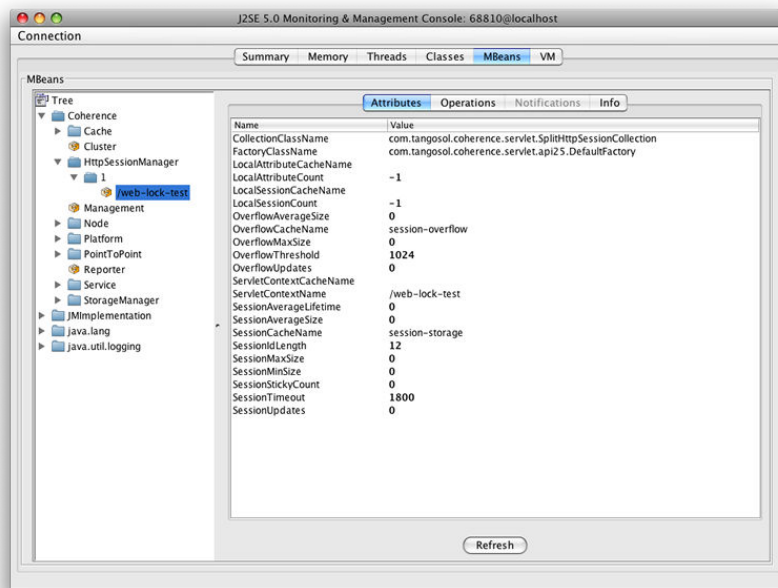 J2SE 5.0 Monitoring & Management Console: 68810@localhost
Connection
Summary Memory Threads Classes MBeans VM
MBeans
Tree
Coherence
Cache
Cluster
HttpSessionManager
1
/web-lock-test
Management
Node
Platform
PointToPoint
Reporter
Service
StorageManager
JMImplementation
java.lang
java.util.logging
Attributes Operations Notifications Info
Name Value
CollectionClassName com.tangosol.coherence.servlet.SplitHttpSessionCollection
FactoryClassName com.tangosol.coherence.servlet.api25.DefaultFactory
LocalAttributeCacheName
LocalAttributeCount -1
LocalSessionCacheName
LocalSessionCount -1
OverflowAverageSize 0
OverflowCacheName session-overflow
OverflowMaxSize 0
OverflowThreshold 1024
OverflowUpdates 0
ServletContextCacheName
ServletContextName /web-lock-test
SessionAverageLifetime 0
SessionAverageSize 0
SessionCacheName session-storage
SessionIdLength 12
SessionMaxSize 0
SessionMinSize 0
SessionStickyCount 0
SessionTimeout 1800
SessionUpdates 0
Refresh